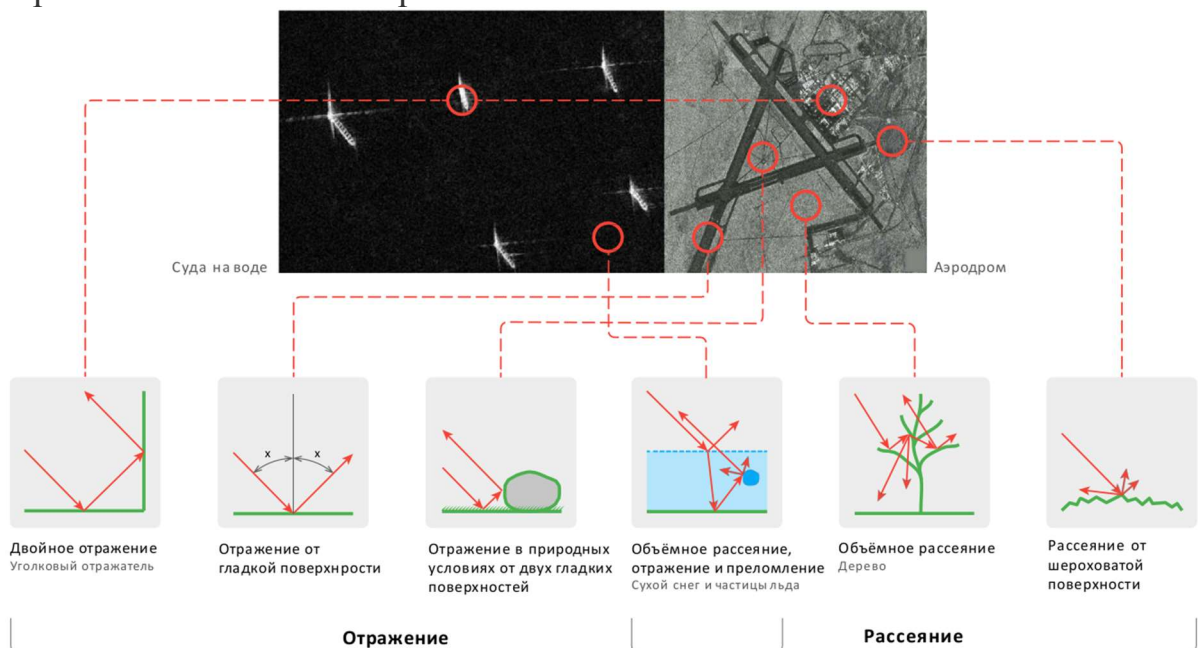 Суда на воде
Аэродром
x x
Двойное отражение
Уголковый отражатель
Отражение от
гладкой поверхнрости
Отражение в природных
условиях от двух гладких
поверхностей
Объёмное рассеяние,
отражение и преломление
Сухой снег и частицы льда
Объёмное рассеяние
Дерево
Рассеяние от
шероховатой
поверхности
Отражение
Рассеяние